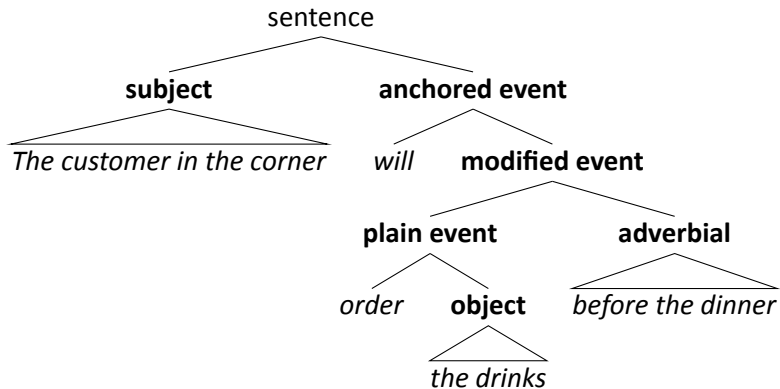 sentence
subject anchored event
The customer in the corner will modified event
plain event adverbial
order object before the dinner
the drinks